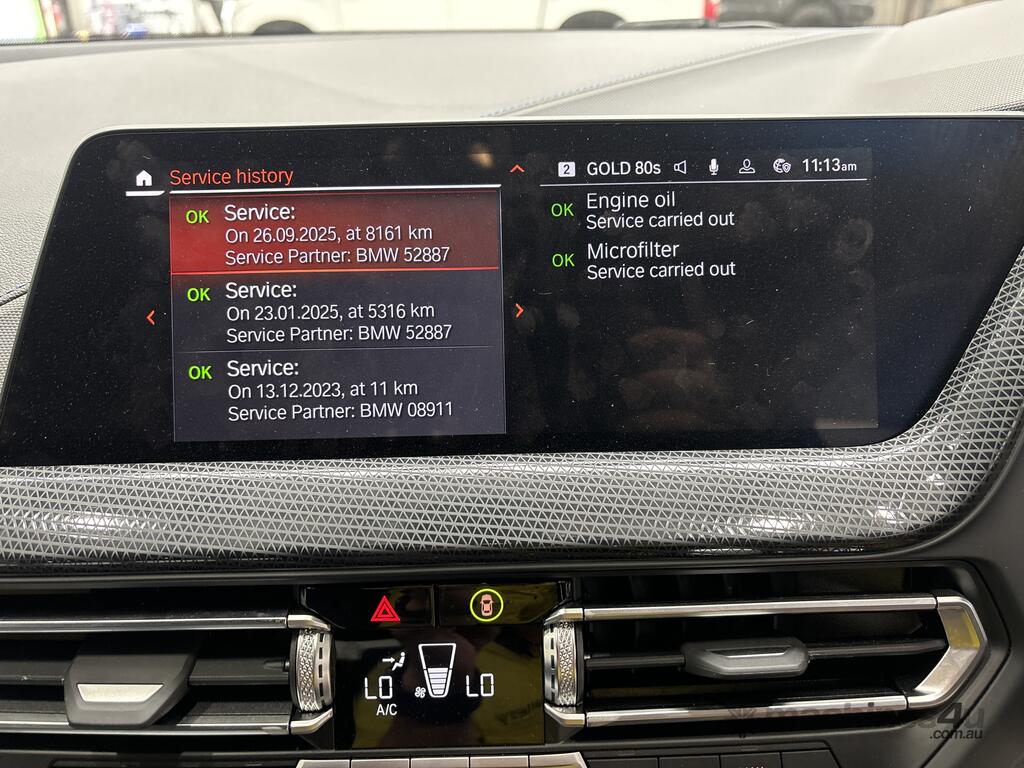 Service history
2 GOLD 80s 11:13am
OK Service:
On 26.09.2025, at 8161 km
Service Partner: BMW 52887
OK Service:
On 23.01.2025, at 5316 km
Service Partner: BMW 52887
OK Service:
On 13.12.2023, at 11 km
Service Partner: BMW 08911
OK Engine oil
Service carried out
OK Microfilter
Service carried out
LO LO
A/C
machines4u
.com.au